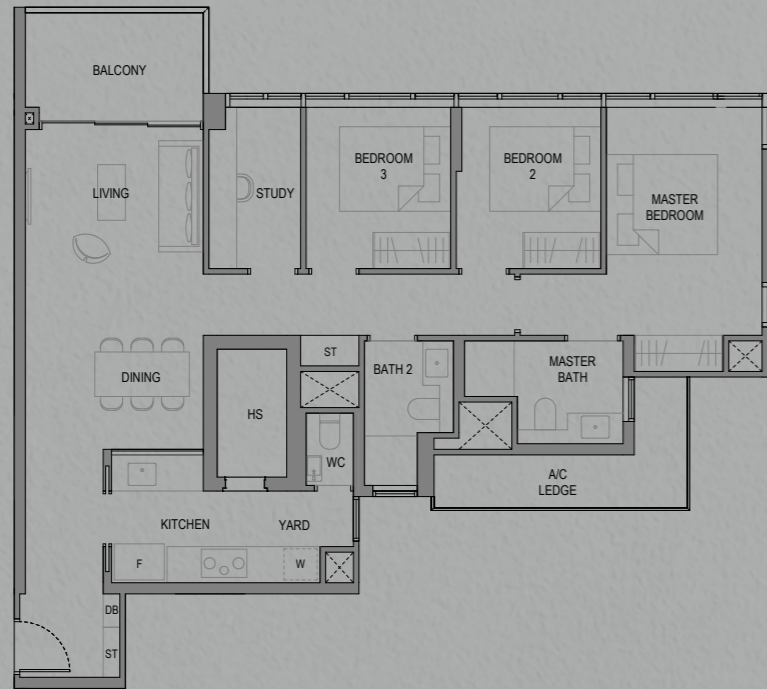 BALCONY
LIVING
STUDY
BEDROOM
3
BEDROOM
2
MASTER
BEDROOM
DINING
ST
HS
BATH 2
MASTER
BATH
WC
A/C
LEDGE
KITCHEN
YARD
F
W
DB
ST